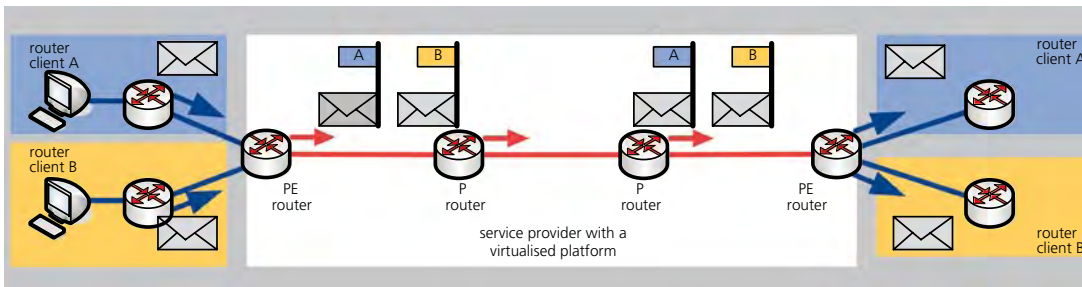 router
client A
A
B
A
B
router
client A
router
client B
PE
router
P
router
P
router
PE
router
service provider with a
virtualised platform
router
client B